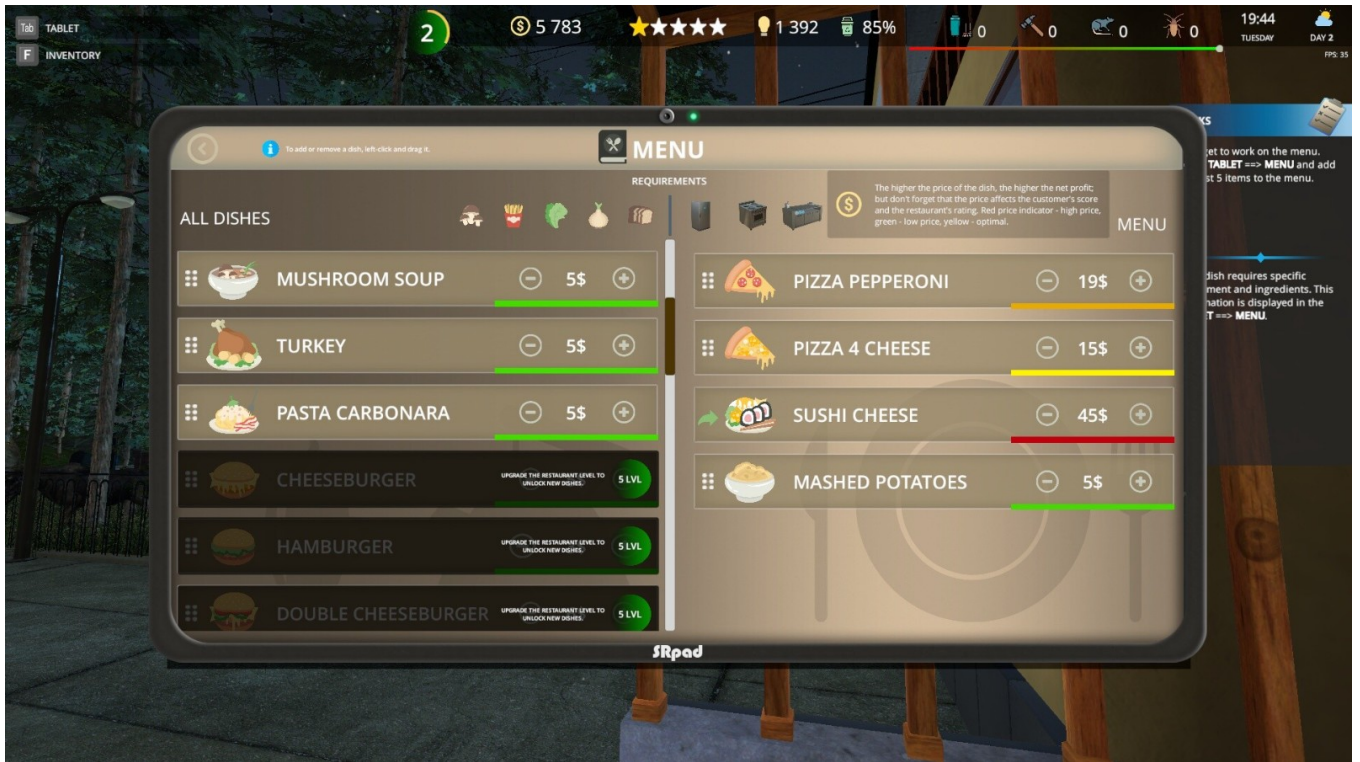 Tab TABLET
2
5 783
1 392
85%
0
0
0
0
19:44
TUESDAY
DAY 2
F INVENTORY
FPS: 35
To add or remove a dish, left-click and drag it.
MENU
REQUIREMENTS
ALL DISHES
The higher the price of the dish, the higher the net profit;
but don't forget that the price affects the customer's score
and the restaurant's rating. Red price indicator - high price,
green - low price, yellow - optimal.
MENU
MUSHROOM SOUP 5$
TURKEY 5$
PASTA CARBONARA 5$
CHEESEBURGER
UPGRADE THE RESTAURANT LEVEL TO
UNLOCK NEW DISHES.
5 LVL
HAMBURGER
UPGRADE THE RESTAURANT LEVEL TO
UNLOCK NEW DISHES.
5 LVL
DOUBLE CHEESEBURGER
UPGRADE THE RESTAURANT LEVEL TO
UNLOCK NEW DISHES.
5 LVL
PIZZA PEPPERONI 19$
PIZZA 4 CHEESE 15$
SUSHI CHEESE 45$
MASHED POTATOES 5$
to work on the menu.
TABLET ==> MENU and add
5 items to the menu.
dish requires specific
and ingredients. This
is displayed in the
==> MENU.
SRpad